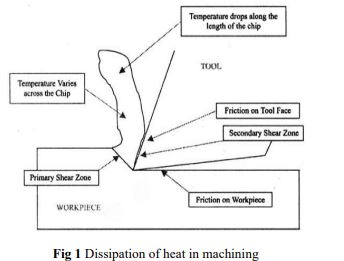 Temperature drops along the
length of the chip
TOOL
Temperature Varies
across the Chip
Friction on Tool Face
Secondary Shear Zone
Primary Shear Zone
Friction on Workpiece
WORKPIECE
Fig 1 Dissipation of heat in machining